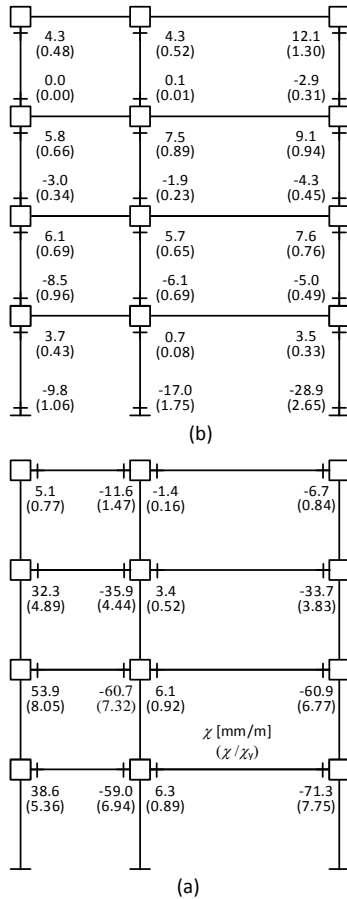 4.3 4.3 12.1
(0.48) (0.52) (1.30)
0.0 0.1 -2.9
(0.00) (0.01) (0.31)
5.8 7.5 9.1
(0.66) (0.89) (0.94)
-3.0 -1.9 -4.3
(0.34) (0.23) (0.45)
6.1 5.7 7.6
(0.69) (0.65) (0.76)
-8.5 -6.1 -5.0
(0.96) (0.69) (0.49)
3.7 0.7 3.5
(0.43) (0.08) (0.33)
-9.8 -17.0 -28.9
(1.06) (1.75) (2.65)
(b)
5.1 -11.6 -1.4 -6.7
(0.77) (1.47) (0.16) (0.84)
32.3 -35.9 3.4 -33.7
(4.89) (4.44) (0.52) (3.83)
53.9 -60.7 6.1 -60.9
(8.05) (7.32) (0.92) (6.77)
χ [mm/m]
(χ/χy)
38.6 -59.0 6.3 -71.3
(5.36) (6.94) (0.89) (7.75)
(a)